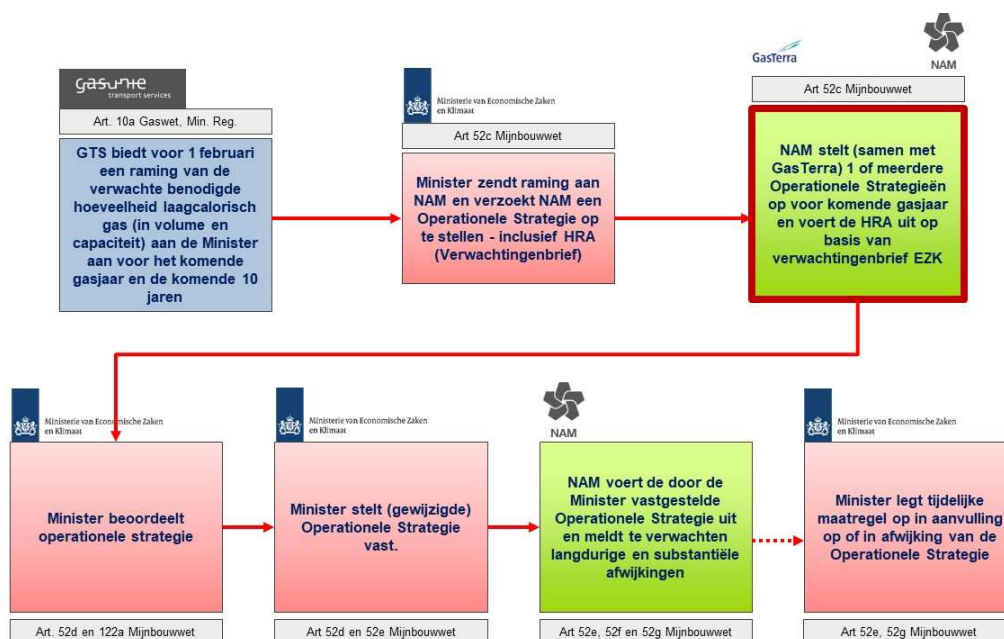 gasunie
transport services
Art. 10a Gaswet, Min. Reg.
GTS biedt voor 1 februari
een raming van de
verwachte benodigde
hoeveelheid laagcalorisch
gas (in volume en
capaciteit) aan de Minister
aan voor het komende
gasjaar en de komende 10
jaren
Ministerie van Economische Zaken
en Klimaat
Art 52c Mijnbouwwet
Minister zendt raming aan
NAM en verzoekt NAM een
Operationele Strategie op
te stellen - inclusief HRA
(Verwachtingenbrief)
GasTerra
NAM
Art 52c Mijnbouwwet
NAM stelt (samen met
GasTerra) 1 of meerdere
Operationele Strategieën
op voor komende gasjaar
en voert de HRA uit op
basis van
verwachtingenbrief EZK
Ministerie van Economische Zaken
en Klimaat
Minister beoordeelt
operationele strategie
Art. 52d en 122a Mijnbouwwet
Ministerie van Economische Zaken
en Klimaat
Minister stelt (gewijzigde)
Operationele Strategie
vast.
Art 52d en 52e Mijnbouwwet
NAM
NAM voert de door de
Minister vastgestelde
Operationele Strategie uit
en meldt te verwachten
langdurige en substantiële
afwijkingen
Art 52e, 52f en 52g Mijnbouwwet
Ministerie van Economische Zaken
en Klimaat
Minister legt tijdelijke
maatregel op in aanvulling
op of in afwijking van de
Operationele Strategie
Art 52e, 52g Mijnbouwwet